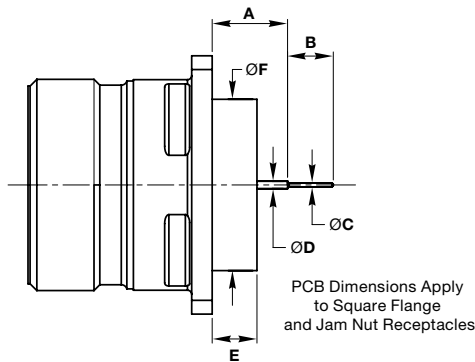 A
B
ØF
ØC
ØD
PCB Dimensions Apply
to Square Flange
and Jam Nut Receptacles
E